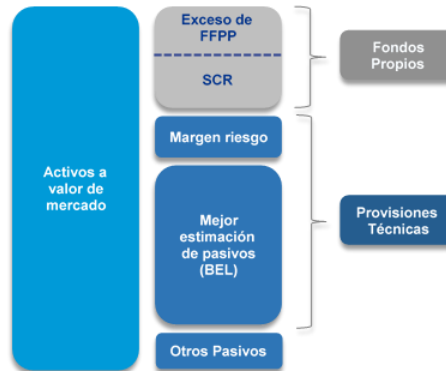 Activos a
valor de
mercado
Exceso de
FFPP
SCR
Margen riesgo
Mejor
estimación
de pasivos
(BEL)
Otros Pasivos
Fondos
Propios
Provisiones
Técnicas